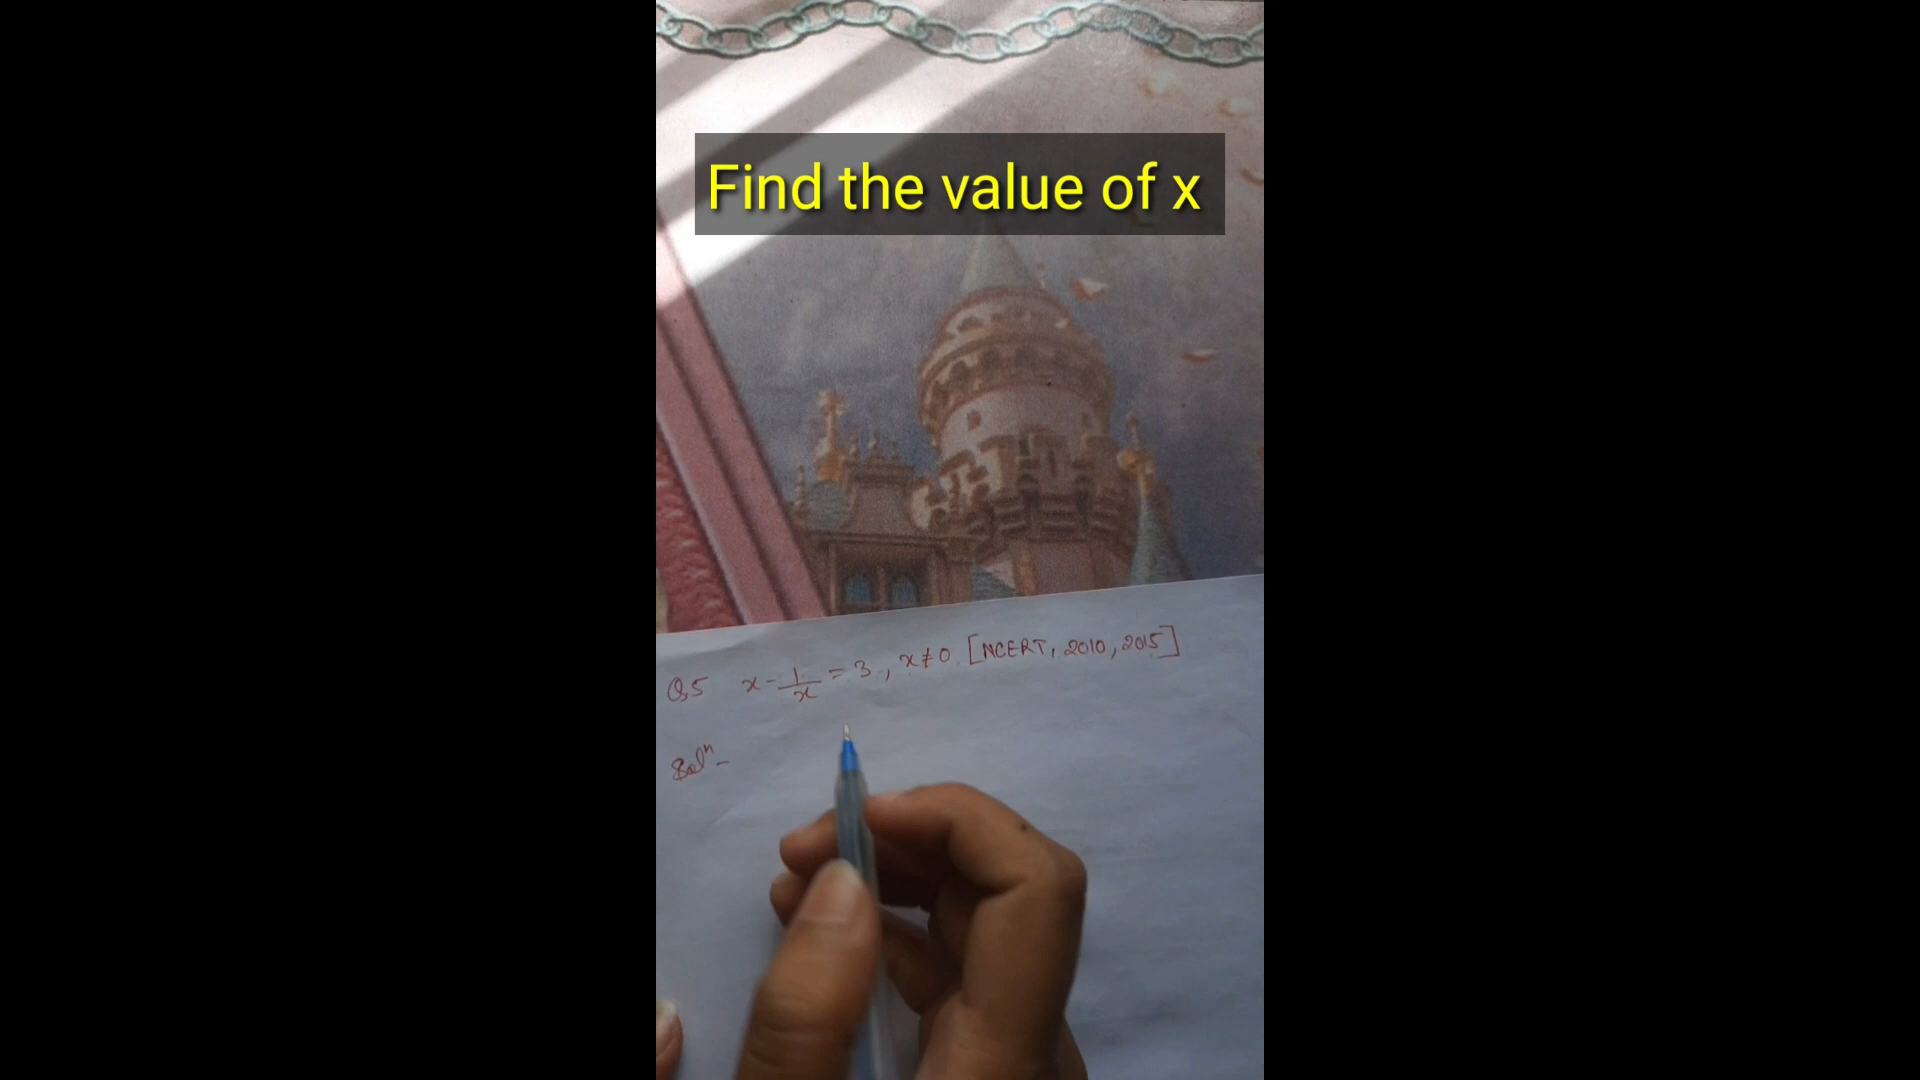 Find the value of x
Q5 x - 1/x = 3, x ≠ 0. [NCERT, 2010, 2015]
Solⁿ -